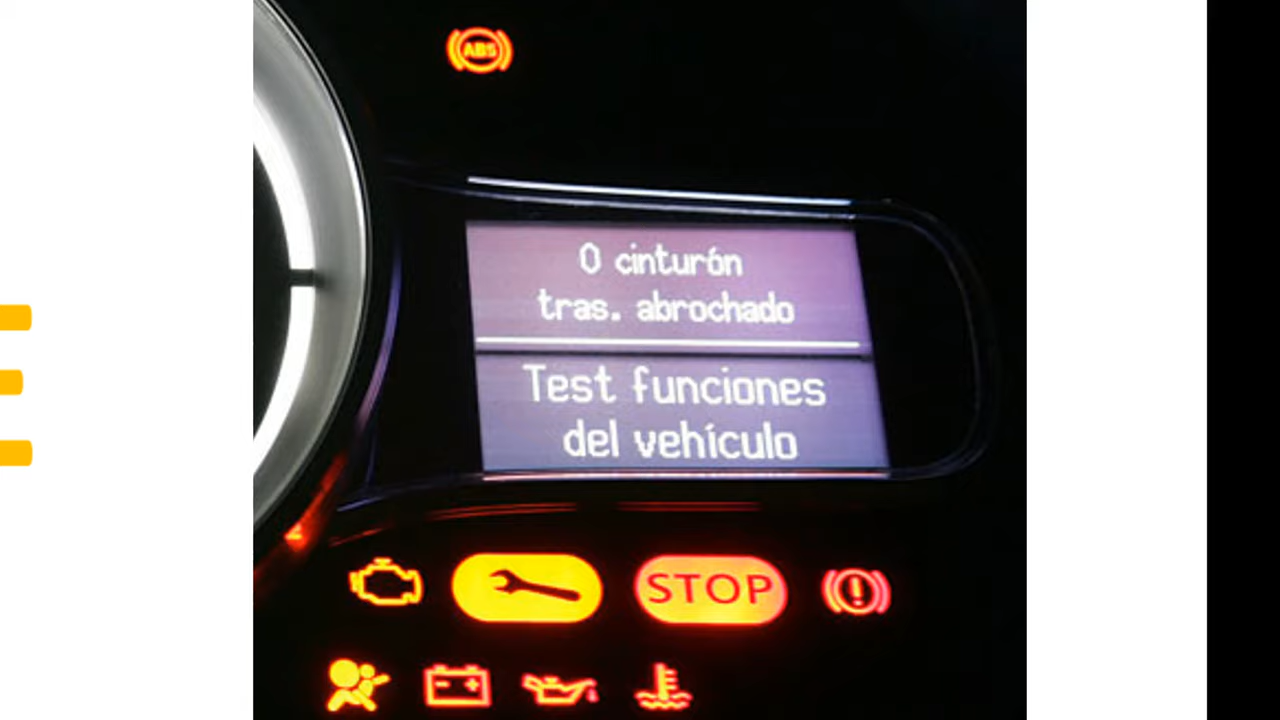 ABS
0 cinturón
tras. abrochado
Test funciones
del vehículo
STOP